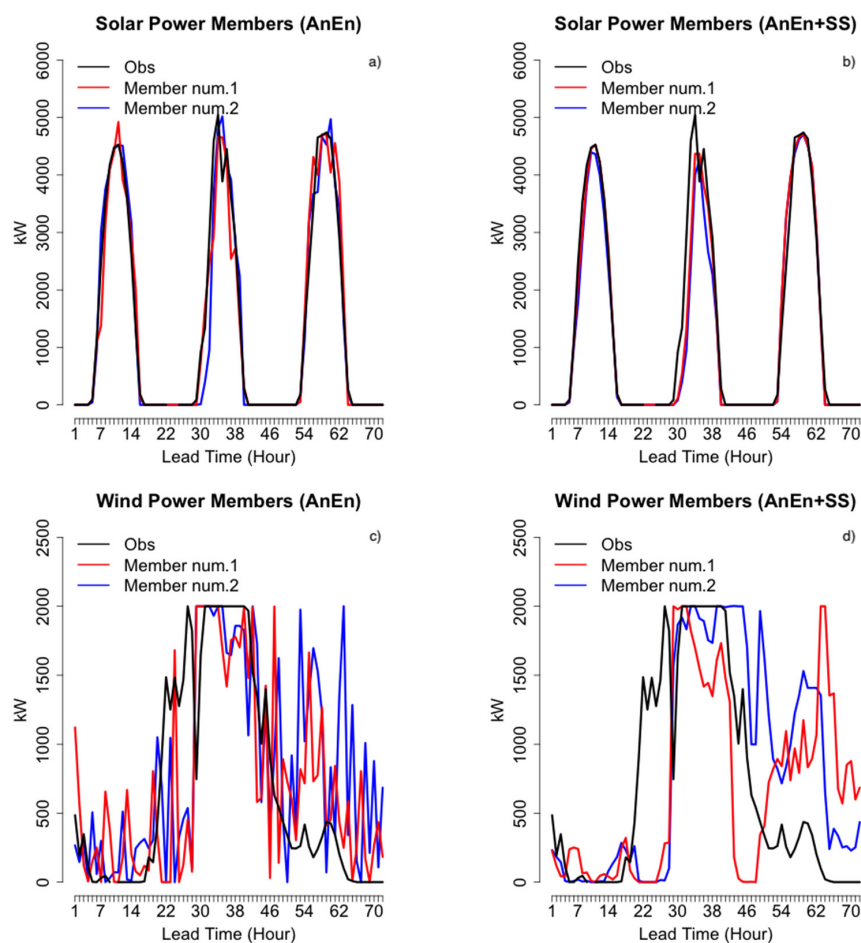 Solar Power Members (AnEn)
a)
Obs
Member num.1
Member num.2
kW
0 1000 2000 3000 4000 5000 6000
1 7 14 22 30 38 46 54 62 70
Lead Time (Hour)
Solar Power Members (AnEn+SS)
b)
Obs
Member num.1
Member num.2
kW
0 1000 2000 3000 4000 5000 6000
1 7 14 22 30 38 46 54 62 70
Lead Time (Hour)
Wind Power Members (AnEn)
c)
Obs
Member num.1
Member num.2
kW
0 500 1000 1500 2000 2500
1 7 14 22 30 38 46 54 62 70
Lead Time (Hour)
Wind Power Members (AnEn+SS)
d)
Obs
Member num.1
Member num.2
kW
0 500 1000 1500 2000 2500
1 7 14 22 30 38 46 54 62 70
Lead Time (Hour)